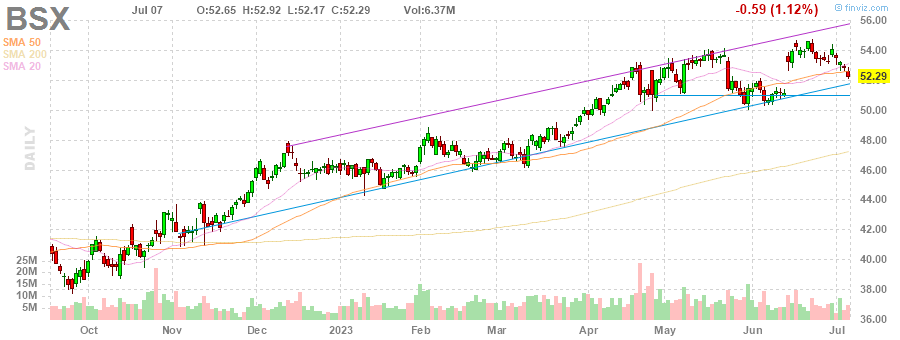 BSX Jul 07 O:52.65 H:52.92 L:52.17 C:52.29 Vol:6.37M -0.59 (1.12%)
finviz.com
SMA 50
SMA 200
SMA 20
56.00
54.00
52.29
50.00
48.00
46.00
44.00
42.00
40.00
38.00
36.00
DAILY
25M
20M
15M
10M
5M
Oct Nov Dec 2023 Feb Mar Apr May Jun Jul